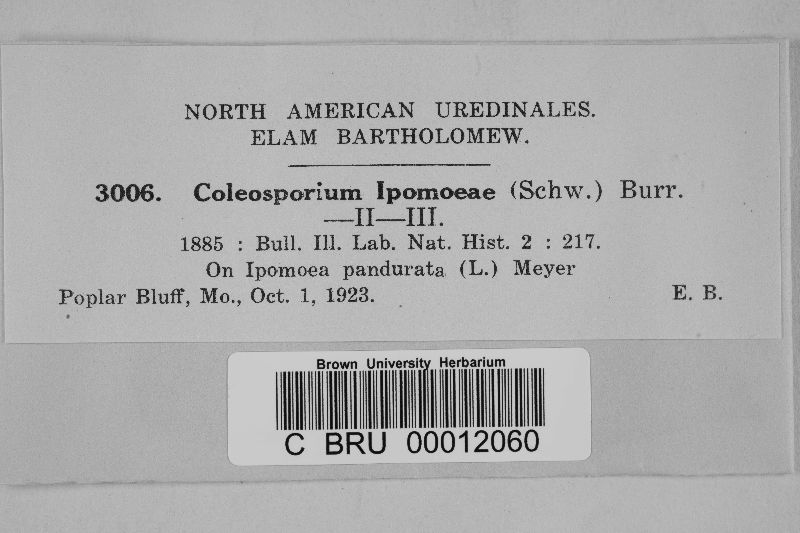 NORTH AMERICAN UREDINALES.
ELAM BARTHOLOMEW.
3006. Coleosporium Ipomoeae (Schw.) Burr.
—II—III.
1885 : Bull. Ill. Lab. Nat. Hist. 2 : 217.
On Ipomoea pandurata (L.) Meyer
Poplar Bluff, Mo., Oct. 1, 1923. E. B.
Brown University Herbarium
C BRU 00012060